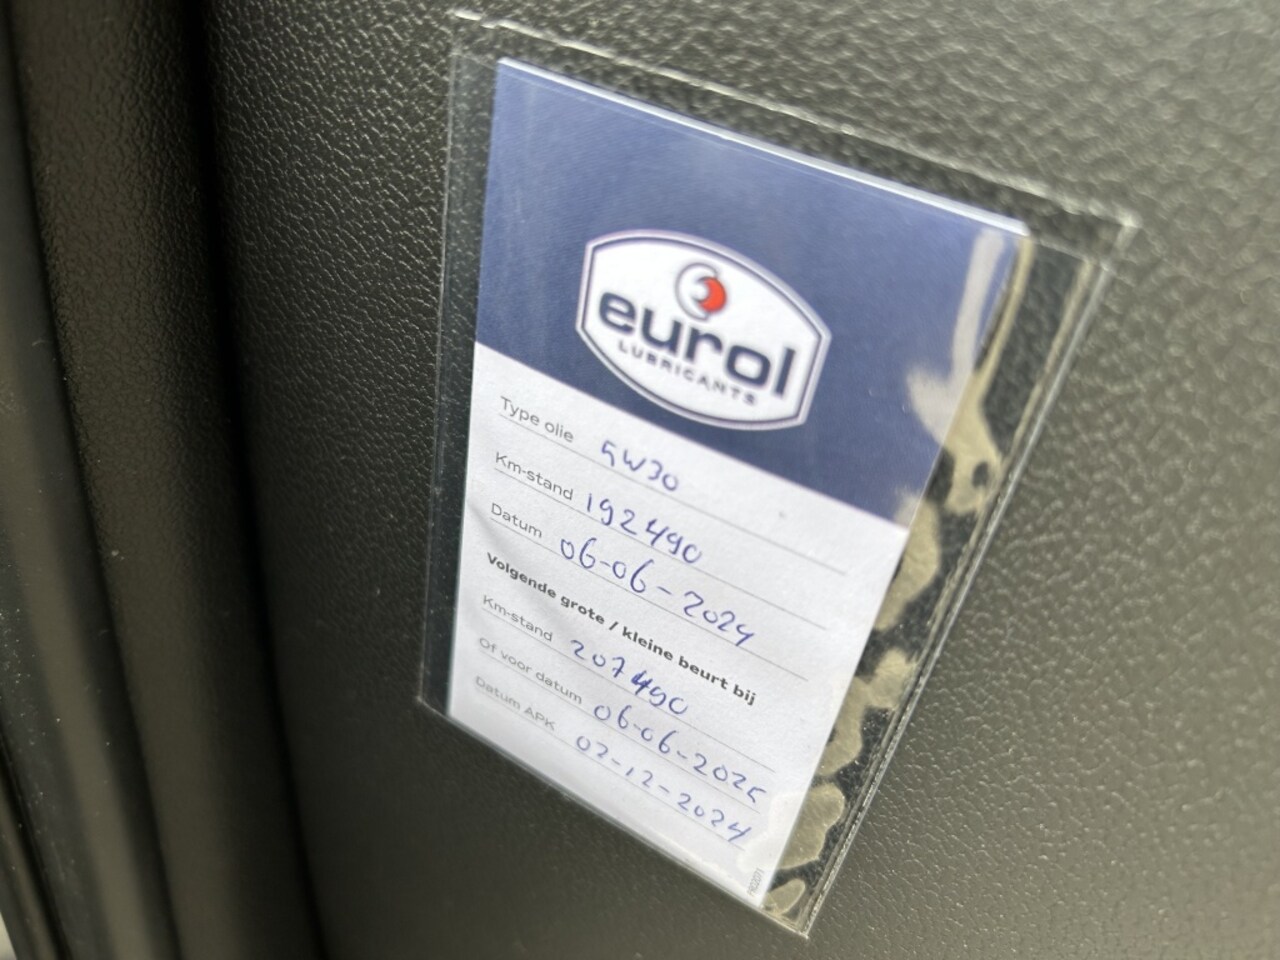 eurol
LUBRICANTS
Type olie 5W30
Km-stand 192490
Datum 06-06-2024
Volgende grote / kleine beurt bij
Km-stand 207490
Of voor datum 06-06-2025
Datum APK 02-12-2024